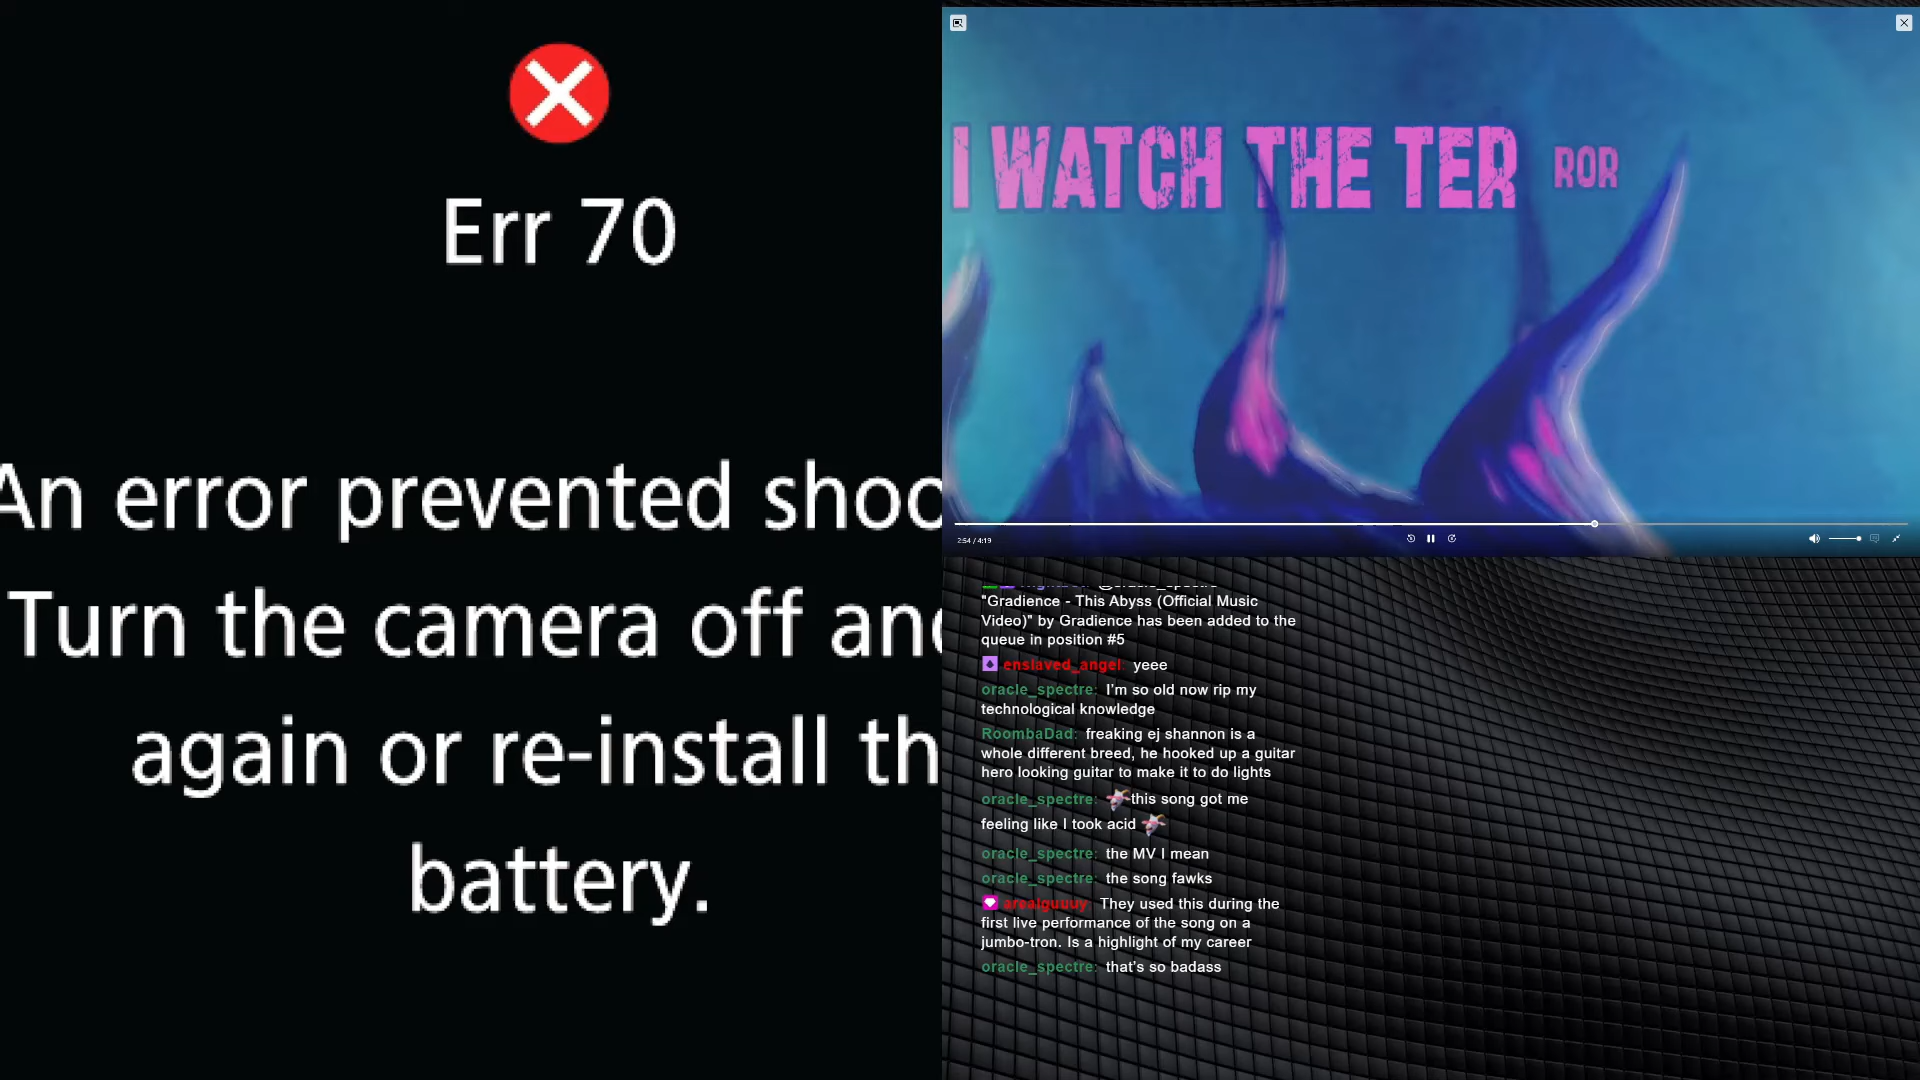 Err 70
An error prevented shoo
Turn the camera off and
again or re-install th
battery.
I WATCH THE TER ROR
2:54 / 4:19
"Gradience - This Abyss (Official Music
Video)" by Gradience has been added to the
queue in position #5
enslaved_angel: yeee
oracle_spectre: I'm so old now rip my
technological knowledge
RoombaDad: freaking ej shannon is a
whole different breed, he hooked up a guitar
hero looking guitar to make it to do lights
oracle_spectre: this song got me
feeling like I took acid
oracle_spectre: the MV I mean
oracle_spectre: the song fawks
arealguuuy: They used this during the
first live performance of the song on a
jumbo-tron. Is a highlight of my career
oracle_spectre: that's so badass